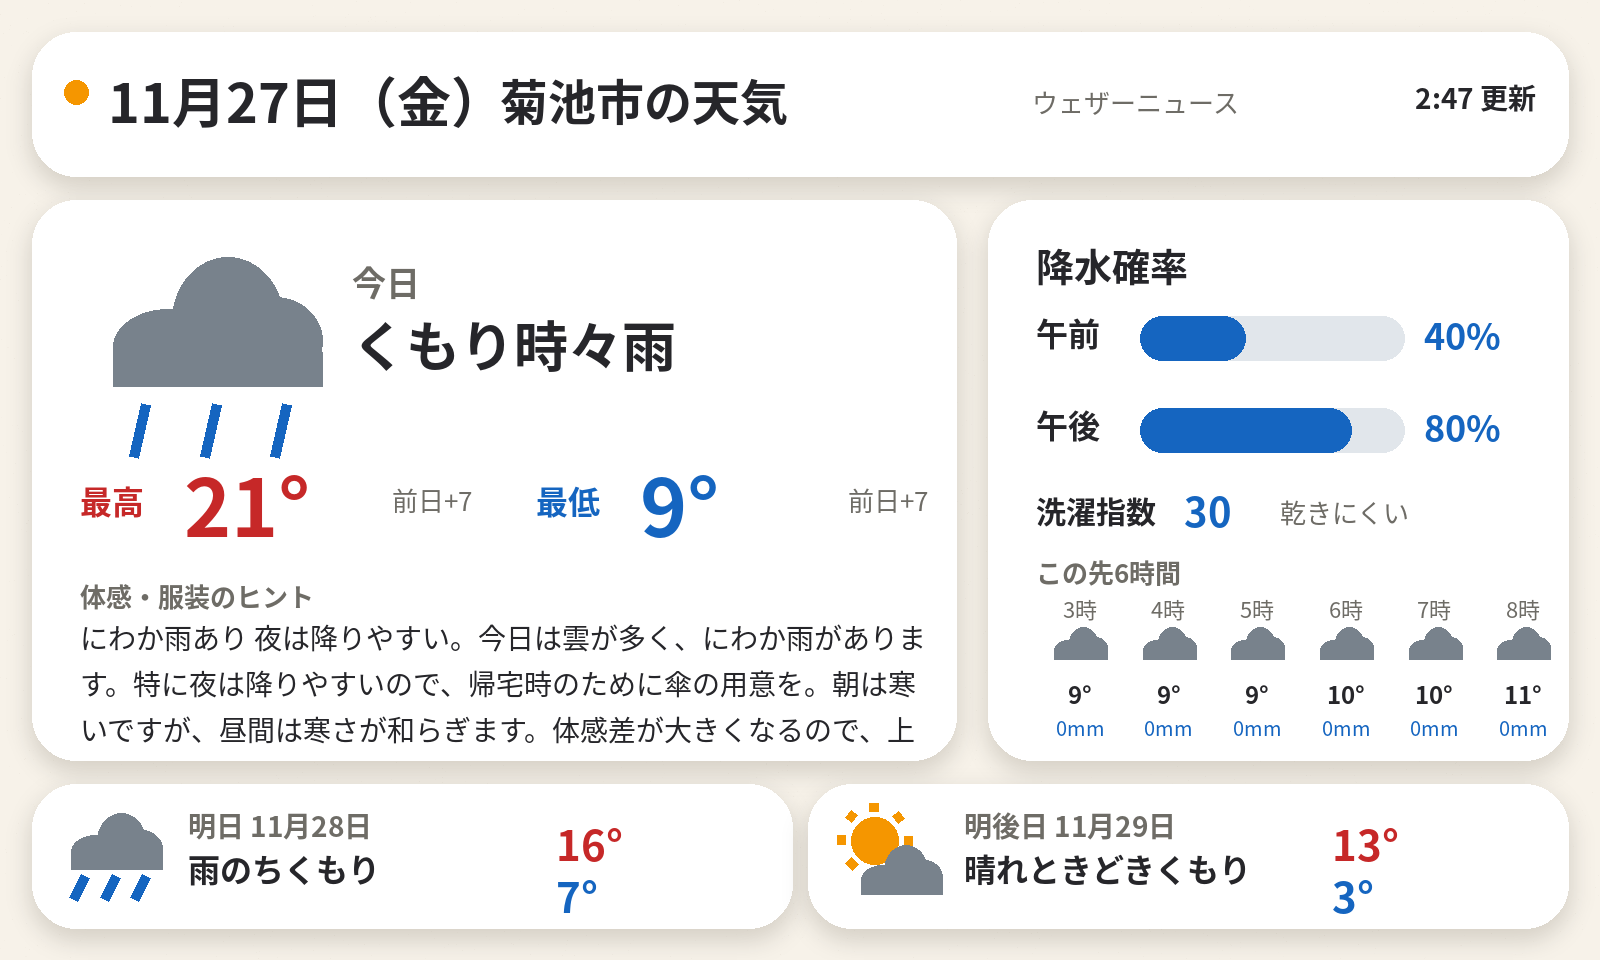 11月27日（金）菊池市の天気
ウェザーニュース
2:47 更新
今日
くもり時々雨
最高 21° 前日+7 最低 9° 前日+7
体感・服装のヒント
にわか雨あり 夜は降りやすい。今日は雲が多く、にわか雨がありま
す。特に夜は降りやすいので、帰宅時のために傘の用意を。朝は寒
いですが、昼間は寒さが和らぎます。体感差が大きくなるので、上
降水確率
午前 40%
午後 80%
洗濯指数 30 乾きにくい
この先6時間
3時 4時 5時 6時 7時 8時
9° 9° 9° 10° 10° 11°
0mm 0mm 0mm 0mm 0mm 0mm
明日 11月28日
雨のちくもり
16°
7°
明後日 11月29日
晴れときどきくもり
13°
3°